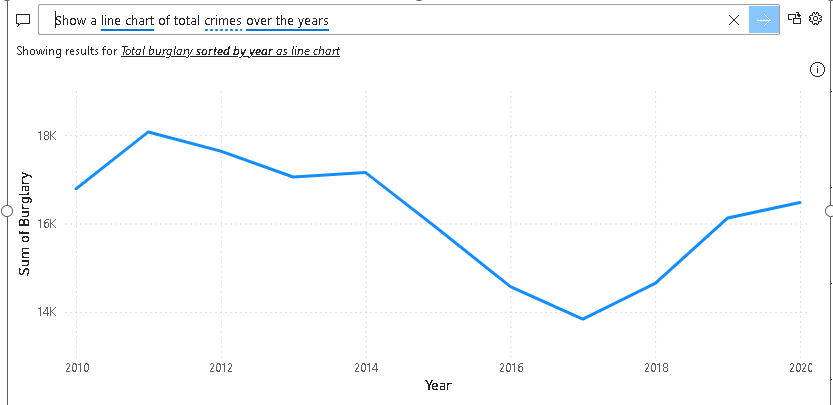 Show a line chart of total crimes over the years
Showing results for Total burglary sorted by year as line chart
18K
16K
14K
Sum of Burglary
2010 2012 2014 2016 2018 2020
Year